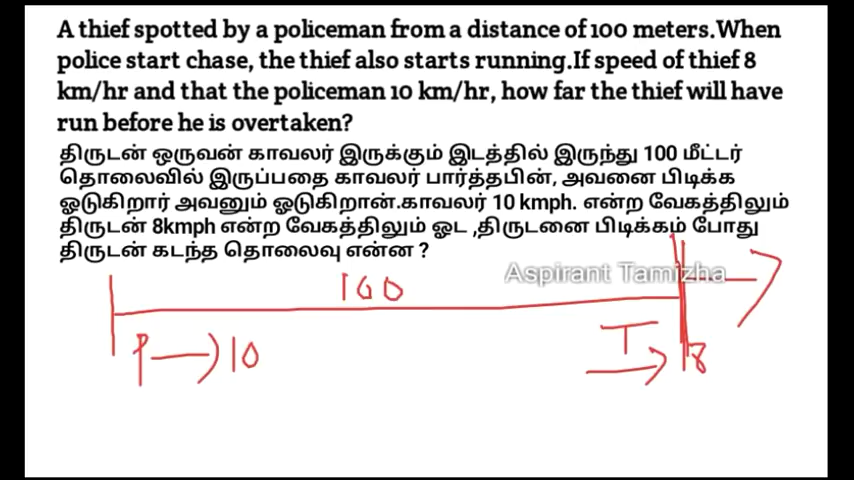 A thief spotted by a policeman from a distance of 100 meters.When
police start chase, the thief also starts running.If speed of thief 8
km/hr and that the policeman 10 km/hr, how far the thief will have
run before he is overtaken?
திருடன் ஒருவன் காவலர் இருக்கும் இடத்தில் இருந்து 100 மீட்டர்
தொலைவில் இருப்பதை காவலர் பார்த்தபின், அவனை பிடிக்க
ஓடுகிறார் அவனும் ஓடுகிறான்.காவலர் 10 kmph. என்ற வேகத்திலும்
திருடன் 8kmph என்ற வேகத்திலும் ஓட ,திருடனை பிடிக்கம் போது
திருடன் கடந்த தொலைவு என்ன ?
Aspirant Tamizha
100
P 10
T 8